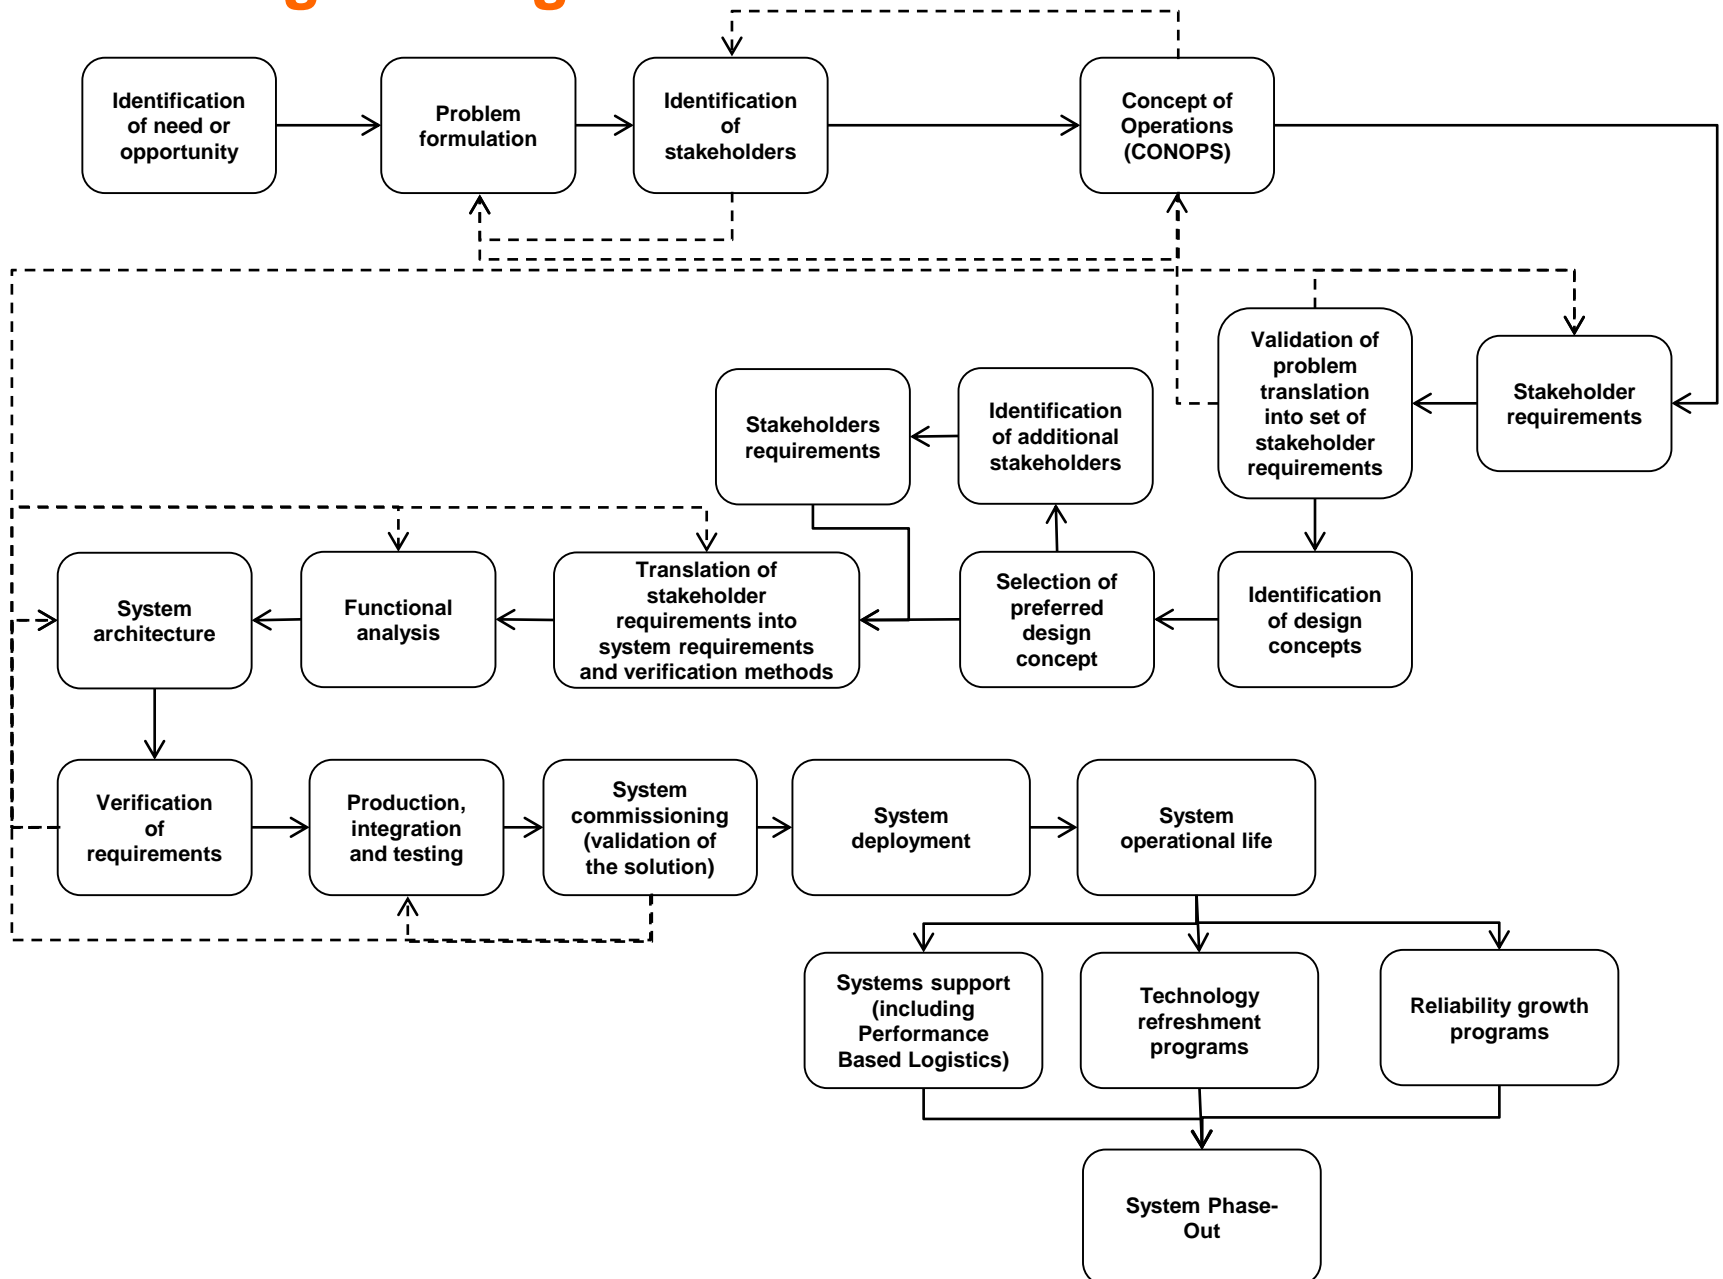 Identification
of need or
opportunity
Problem
formulation
Identification
of
stakeholders
Concept of
Operations
(CONOPS)
Validation of
problem
translation
into set of
stakeholder
requirements
Stakeholder
requirements
Stakeholders
requirements
Identification
of additional
stakeholders
System
architecture
Functional
analysis
Translation of
stakeholder
requirements into
system requirements
and verification methods
Selection of
preferred
design
concept
Identification
of design
concepts
Verification
of
requirements
Production,
integration
and testing
System
commissioning
(validation of
the solution)
System
deployment
System
operational life
Systems support
(including
Performance
Based Logistics)
Technology
refreshment
programs
Reliability growth
programs
System Phase-
Out